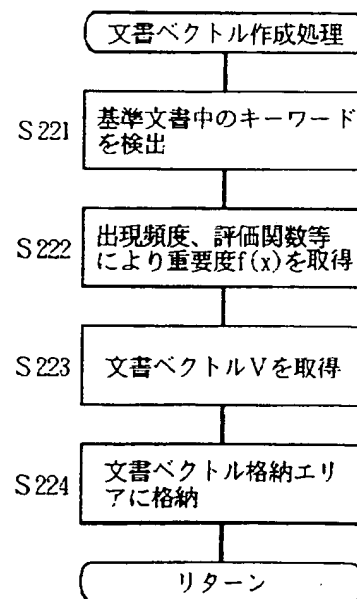 文書ベクトル作成処理
S221
基準文書中のキーワード
を検出
S222
出現頻度、評価関数等
により重要度f(x)を取得
S223
文書ベクトルVを取得
S224
文書ベクトル格納エリ
アに格納
リターン